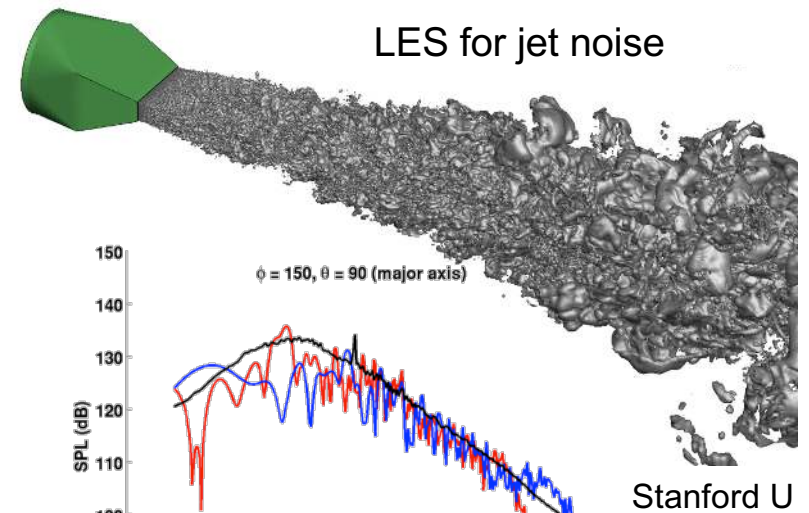 LES for jet noise
ϕ = 150, θ = 90 (major axis)
150
140
130
120
110
SPL (dB)
Stanford U